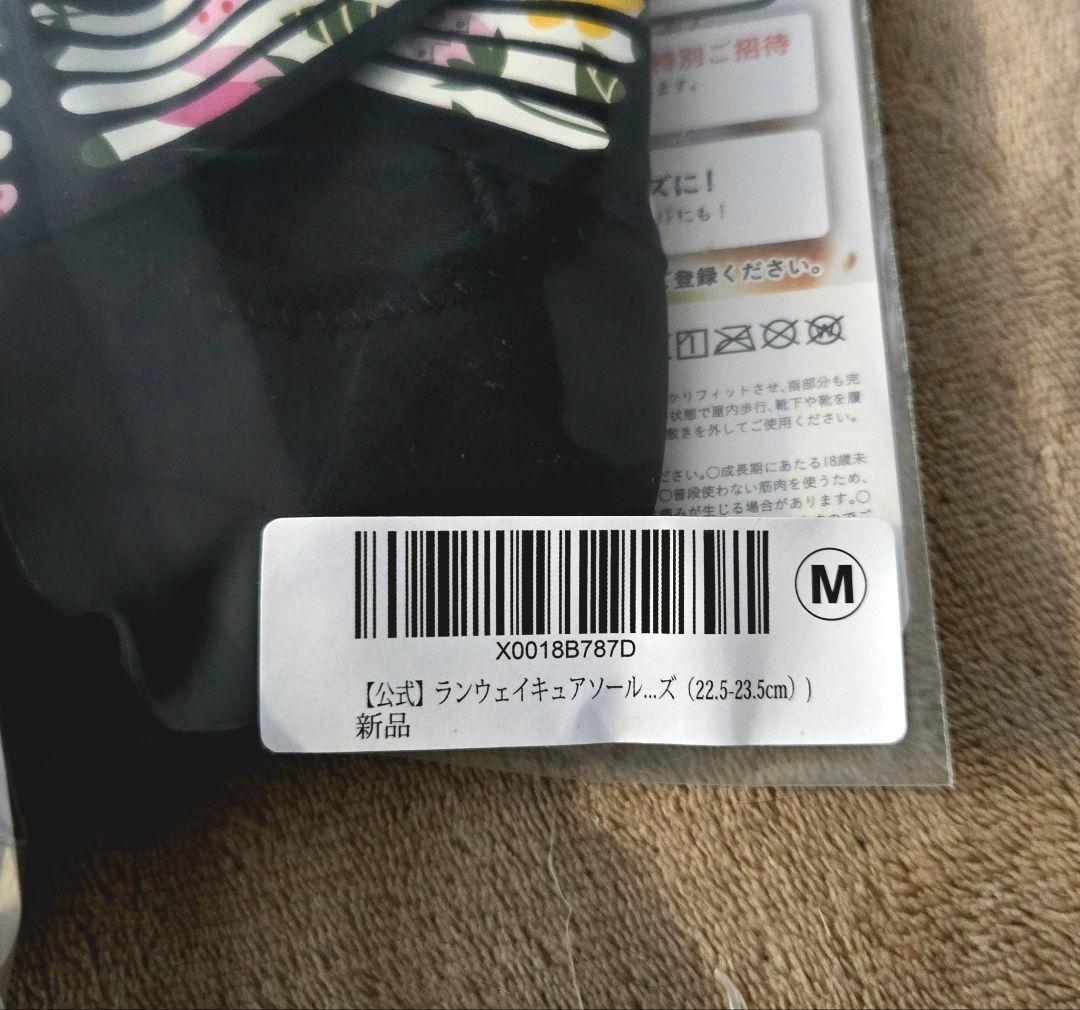 特別ご招待
ます。
ズに!
にも!
ご登録ください。
W
かりフィットさせ、指部分も完
状態で屋内歩行、靴下や靴を履
敷きを外してご使用ください。
ださい。〇成長期にあたる18歳未
〇普段使わない筋肉を使うため、
痛みが生じる場合があります。〇
M
X0018B787D
【公式】ランウェイキュアソール...ズ（22.5-23.5cm））
新品